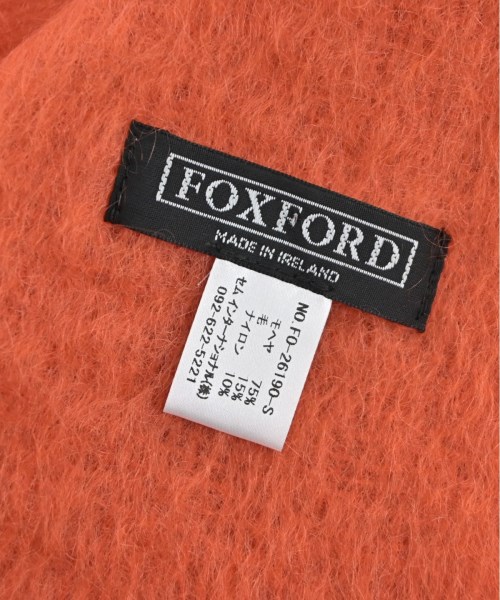 FOXFORD
MADE IN IRELAND
NO.FO-26190-S
モヘヤ 75%
毛 15%
ナイロン 10%
セムインターナショナル(株)
092-622-5221